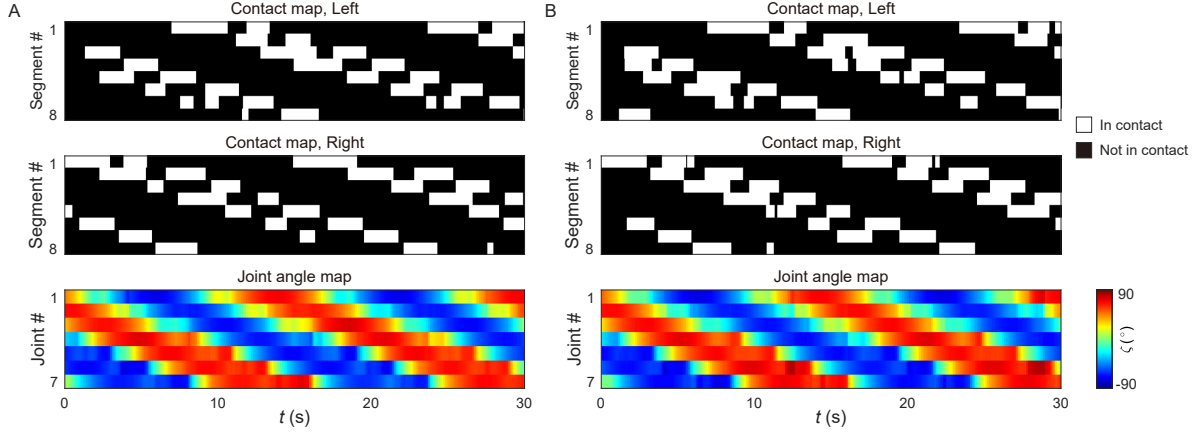 A
Contact map, Left
Segment #
1
8
Contact map, Right
Segment #
1
8
Joint angle map
Joint #
1
7
0
10
20
30
t (s)
B
Contact map, Left
Segment #
1
8
Contact map, Right
Segment #
1
8
Joint angle map
Joint #
1
7
0
10
20
30
t (s)
In contact
Not in contact
90
ζ (°)
-90